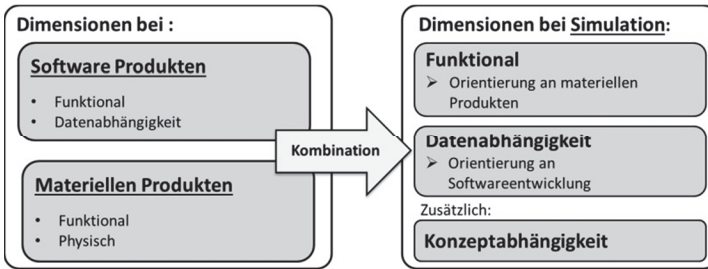 Dimensionen bei :
Software Produkten
• Funktional
• Datenabhängigkeit
Materiellen Produkten
• Funktional
• Physisch
Kombination
Dimensionen bei Simulation:
Funktional
➢ Orientierung an materiellen
Produkten
Datenabhängigkeit
➢ Orientierung an
Softwareentwicklung
Zusätzlich:
Konzeptabhängigkeit